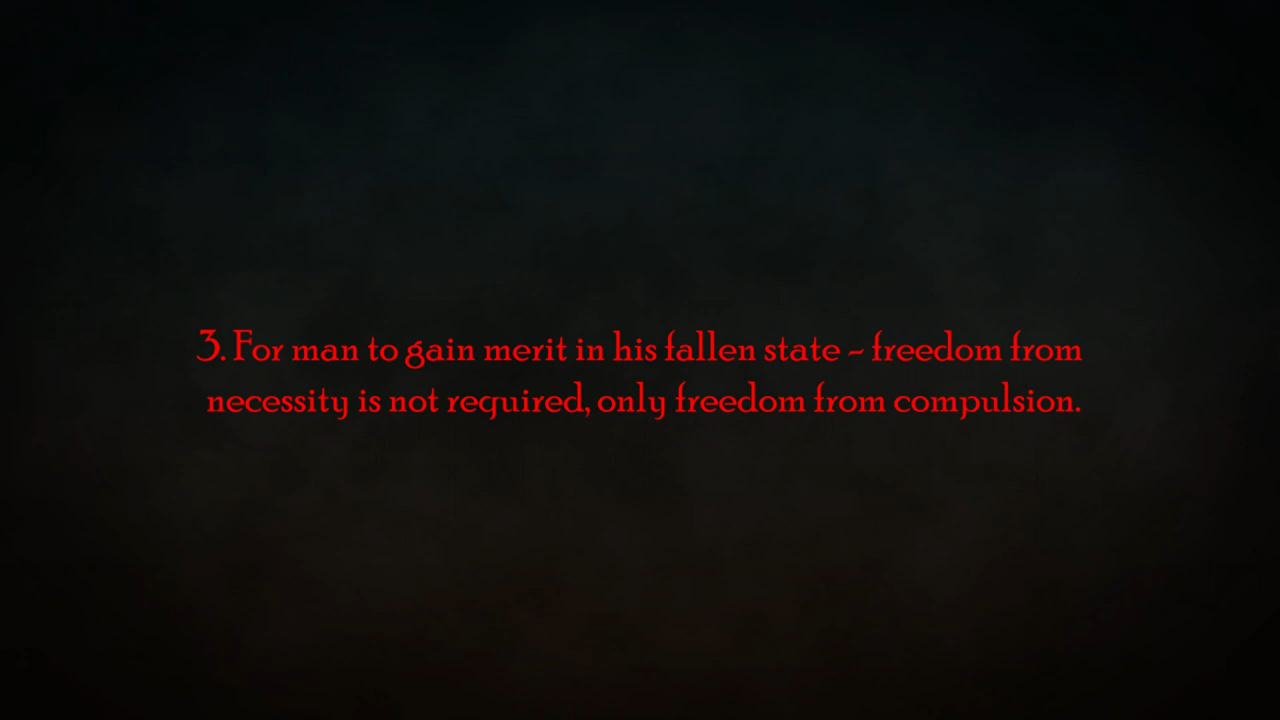 3. For man to gain merit in his fallen state - freedom from
necessity is not required, only freedom from compulsion.